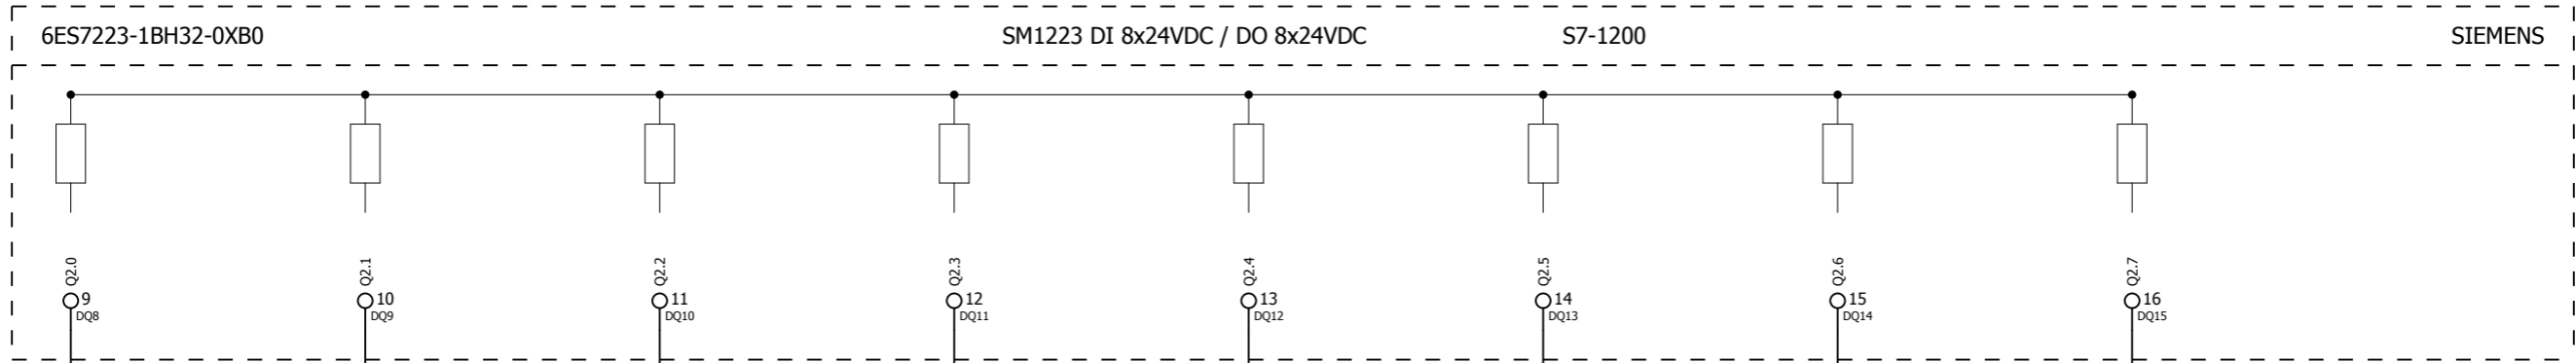 6ES7223-1BH32-0XB0 SM1223 DI 8x24VDC / DO 8x24VDC S7-1200 SIEMENS
Q2.0 Q2.1 Q2.2 Q2.3 Q2.4 Q2.5 Q2.6 Q2.7
9 10 11 12 13 14 15 16
DQ8 DQ9 DQ10 DQ11 DQ12 DQ13 DQ14 DQ15